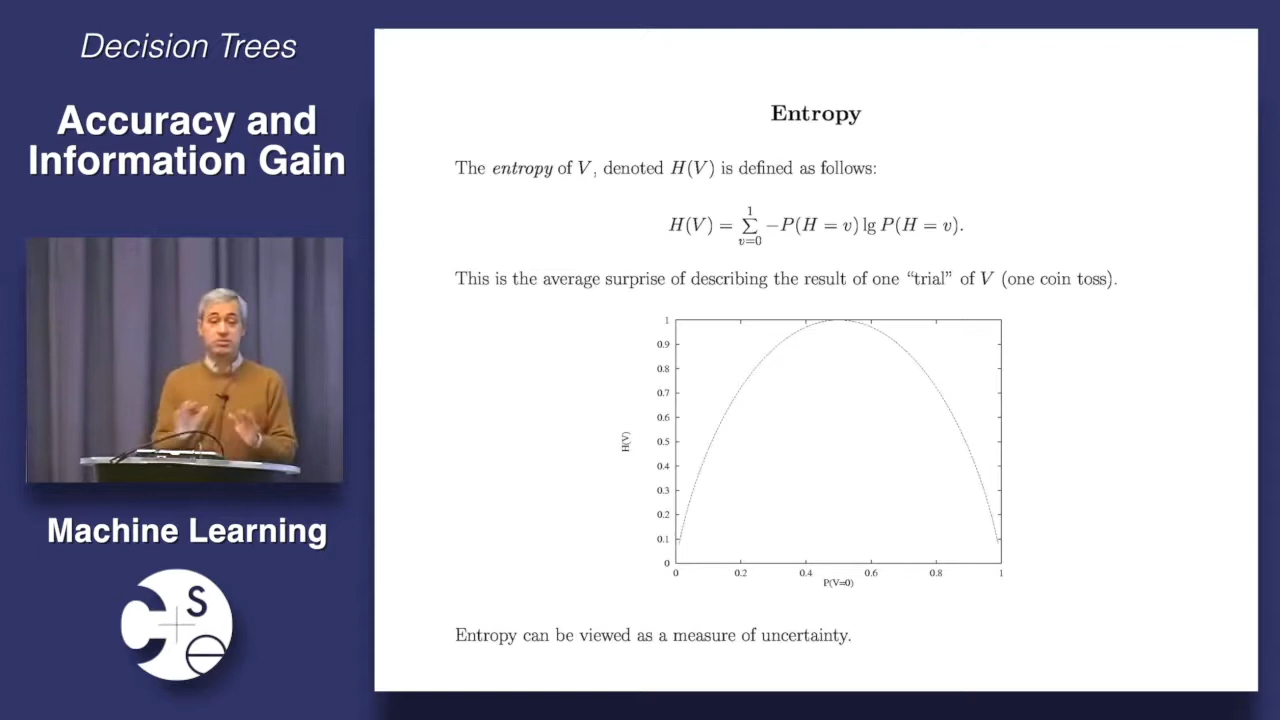 Decision Trees
Accuracy and
Information Gain
Machine Learning
C + s e
Entropy
The entropy of V, denoted H(V) is defined as follows:
H(V) = ∑_{v=0}^{1} −P(H = v) lg P(H = v).
This is the average surprise of describing the result of one “trial” of V (one coin toss).
1
0.9
0.8
0.7
0.6
0.5
0.4
0.3
0.2
0.1
0
H(V)
0 0.2 0.4 0.6 0.8 1
P(V=0)
Entropy can be viewed as a measure of uncertainty.